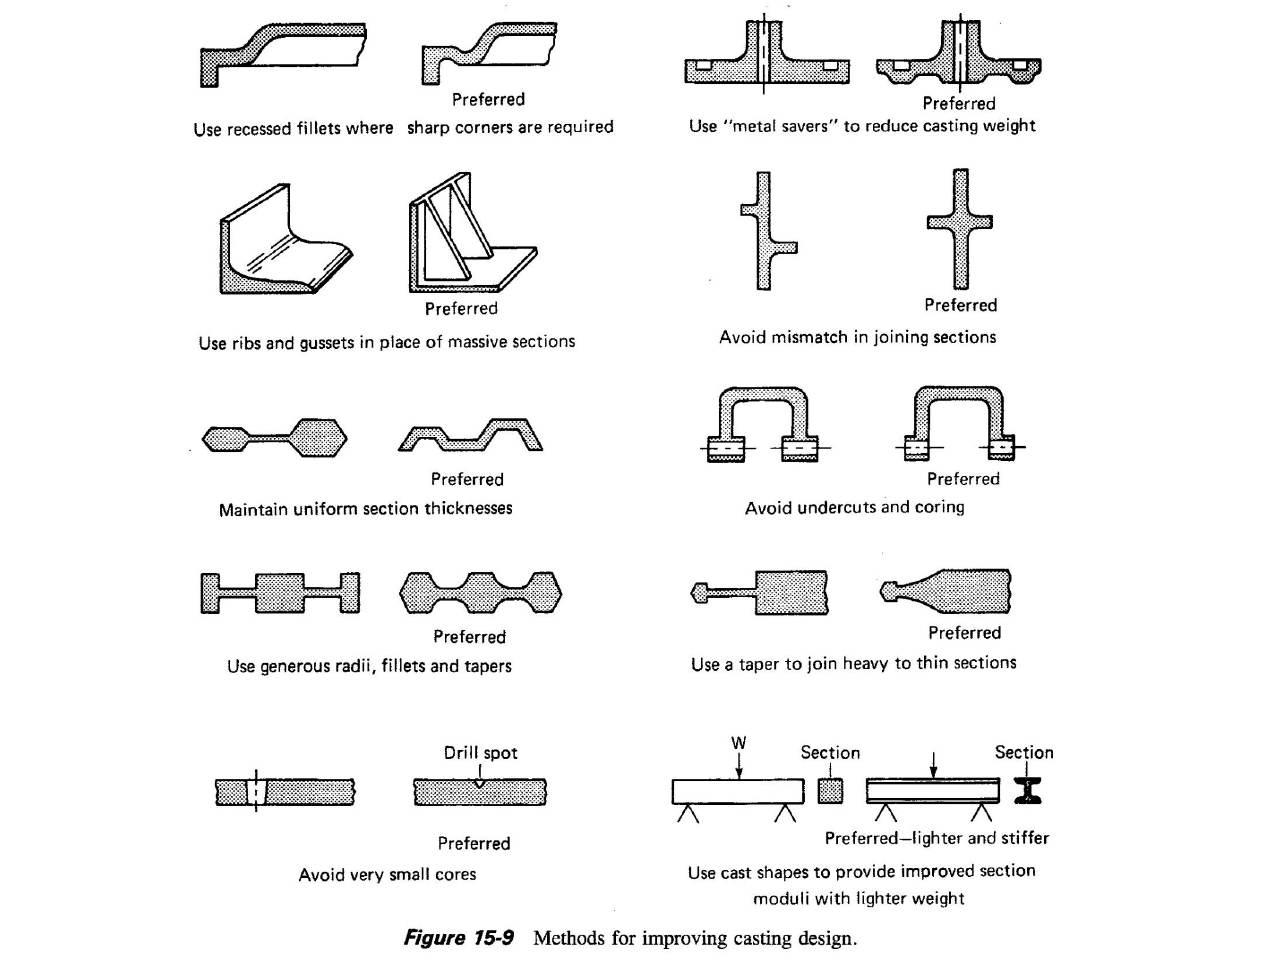 Preferred
Use recessed fillets where sharp corners are required
Preferred
Use "metal savers" to reduce casting weight
Preferred
Use ribs and gussets in place of massive sections
Preferred
Avoid mismatch in joining sections
Preferred
Maintain uniform section thicknesses
Preferred
Avoid undercuts and coring
Preferred
Use generous radii, fillets and tapers
Preferred
Use a taper to join heavy to thin sections
Drill spot
Preferred
Avoid very small cores
W
Section
Section
Preferred—lighter and stiffer
Use cast shapes to provide improved section
moduli with lighter weight
Figure 15-9 Methods for improving casting design.